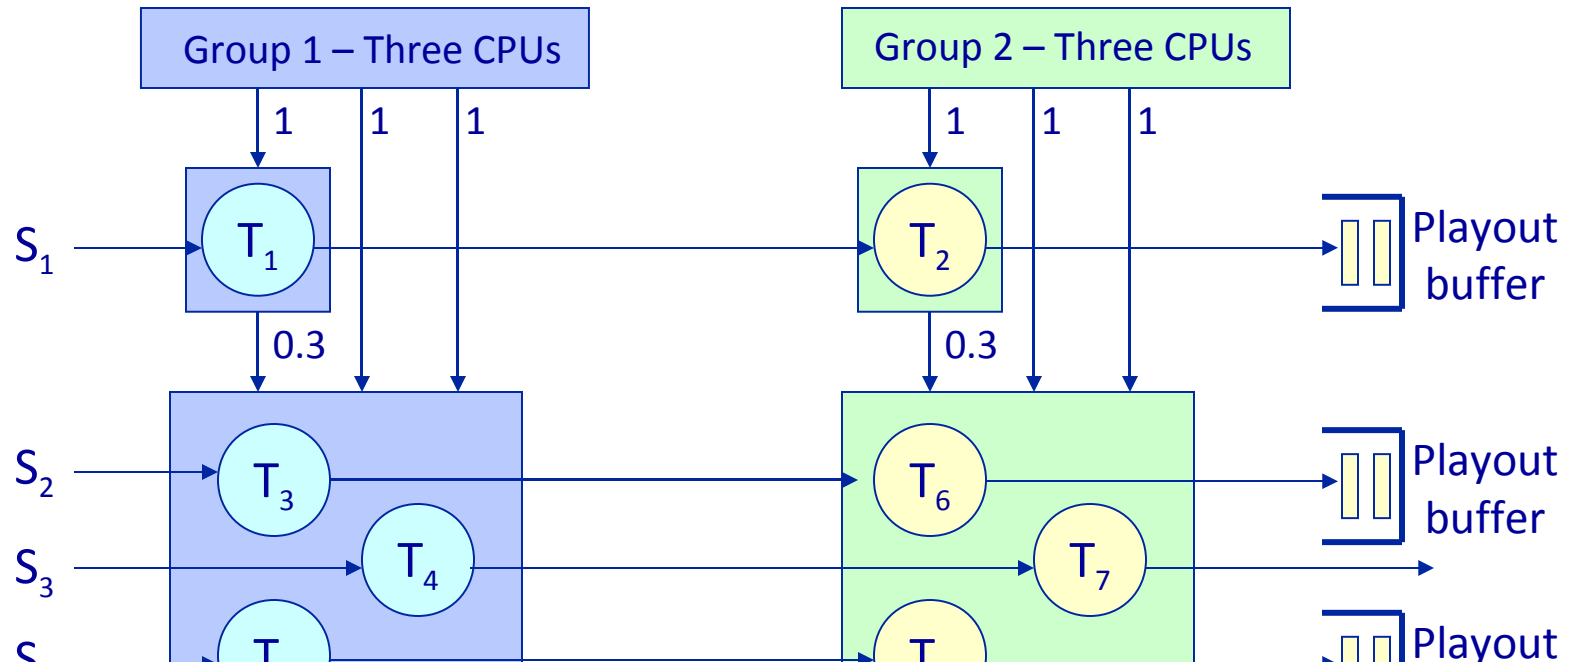 Group 1 – Three CPUs
Group 2 – Three CPUs
1 1 1
1 1 1
S1
T1
T2
Playout
buffer
0.3
0.3
S2
T3
T6
Playout
buffer
S3
T4
T7
S
T
T
Playout